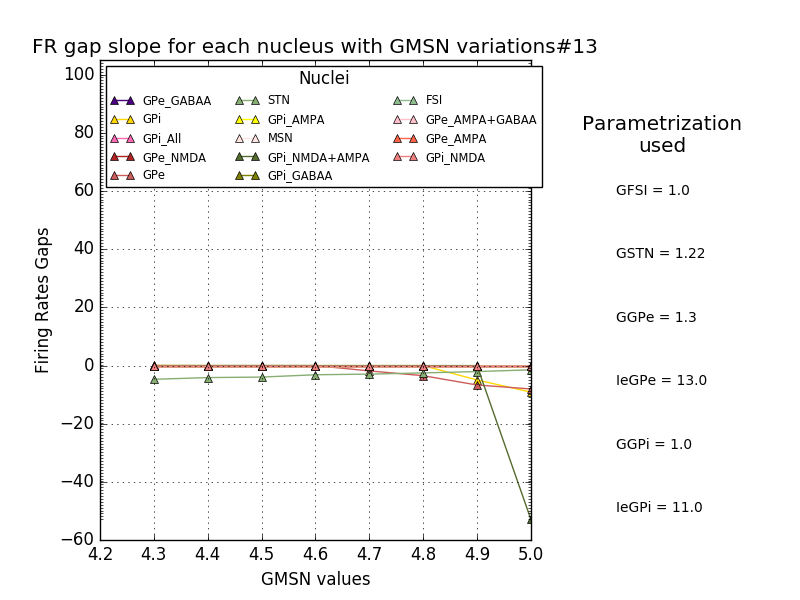 FR gap slope for each nucleus with GMSN variations#13
Nuclei
GPe_GABAA
GPi
GPi_All
GPe_NMDA
GPe
STN
GPi_AMPA
MSN
GPi_NMDA+AMPA
GPi_GABAA
FSI
GPe_AMPA+GABAA
GPe_AMPA
GPi_NMDA
Firing Rates Gaps
100
80
60
40
20
0
−20
−40
−60
4.2 4.3 4.4 4.5 4.6 4.7 4.8 4.9 5.0
GMSN values
Parametrization
used
GFSI = 1.0
GSTN = 1.22
GGPe = 1.3
IeGPe = 13.0
GGPi = 1.0
IeGPi = 11.0